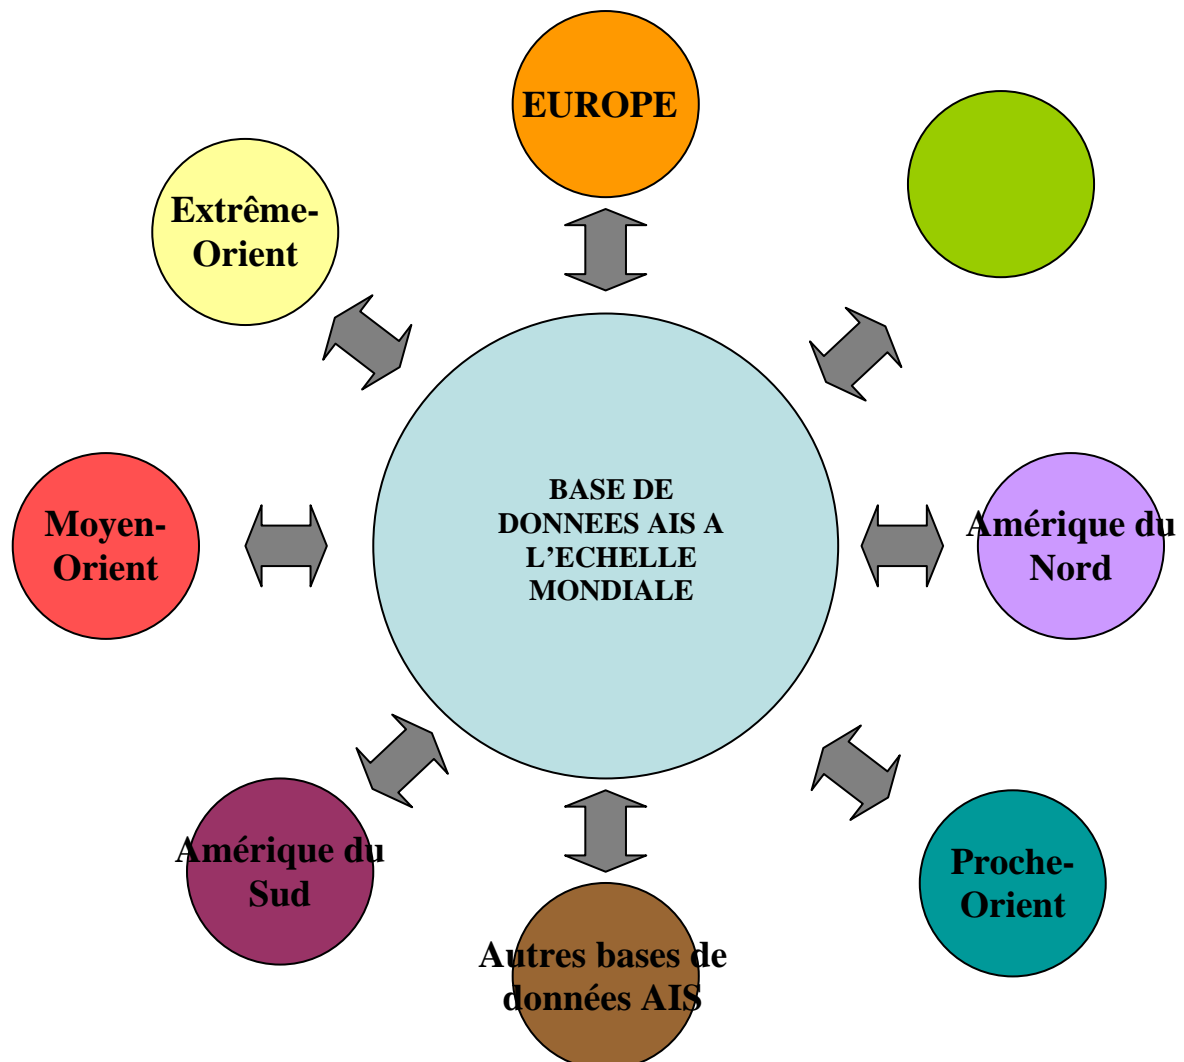 EUROPE
Extrême-
Orient
BASE DE
DONNEES AIS A
L’ECHELLE
MONDIALE
Moyen-
Orient
Amérique du
Nord
Amérique du
Sud
Proche-
Orient
Autres bases de
données AIS